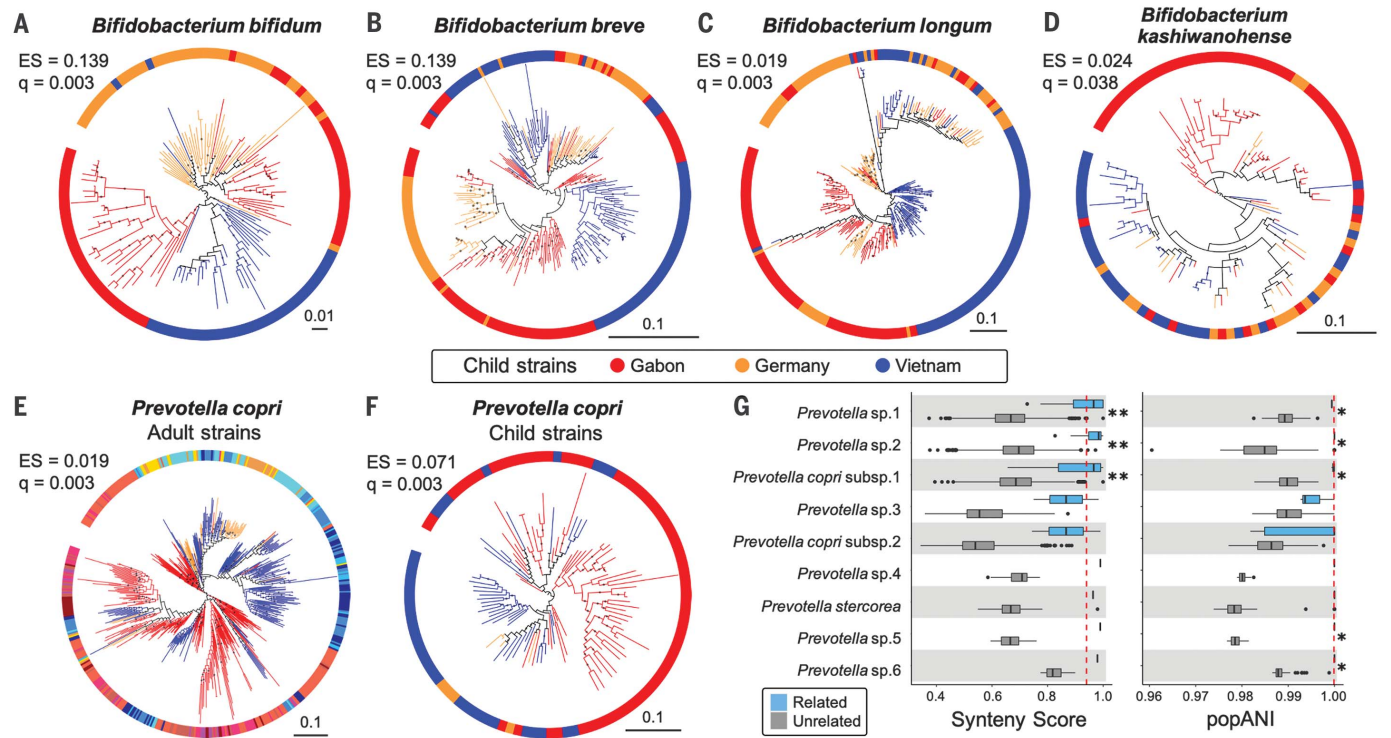 A
Bifidobacterium bifidum
ES = 0.139
q = 0.003
0.01
B
Bifidobacterium breve
ES = 0.139
q = 0.003
0.1
C
Bifidobacterium longum
ES = 0.019
q = 0.003
0.1
D
Bifidobacterium
kashiwanohense
ES = 0.024
q = 0.038
0.1
Child strains Gabon Germany Vietnam
E
Prevotella copri
Adult strains
ES = 0.019
q = 0.003
0.1
F
Prevotella copri
Child strains
ES = 0.071
q = 0.003
0.1
G
Prevotella sp.1 ** *
Prevotella sp.2 ** *
Prevotella copri subsp.1 ** *
Prevotella sp.3
Prevotella copri subsp.2
Prevotella sp.4
Prevotella stercorea
Prevotella sp.5 *
Prevotella sp.6 *
0.4 0.6 0.8 1.0
Synteny Score
0.96 0.97 0.98 0.99 1.00
popANI
Related
Unrelated